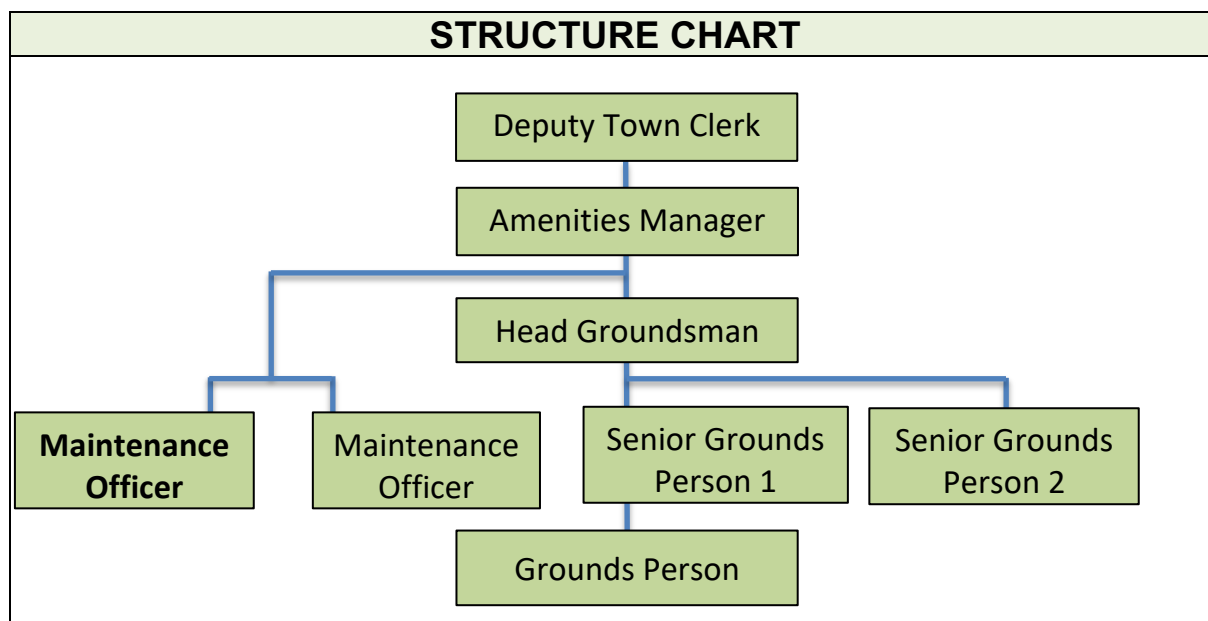 STRUCTURE CHART
Deputy Town Clerk
Amenities Manager
Head Groundsman
Maintenance
Officer
Maintenance
Officer
Senior Grounds
Person 1
Senior Grounds
Person 2
Grounds Person